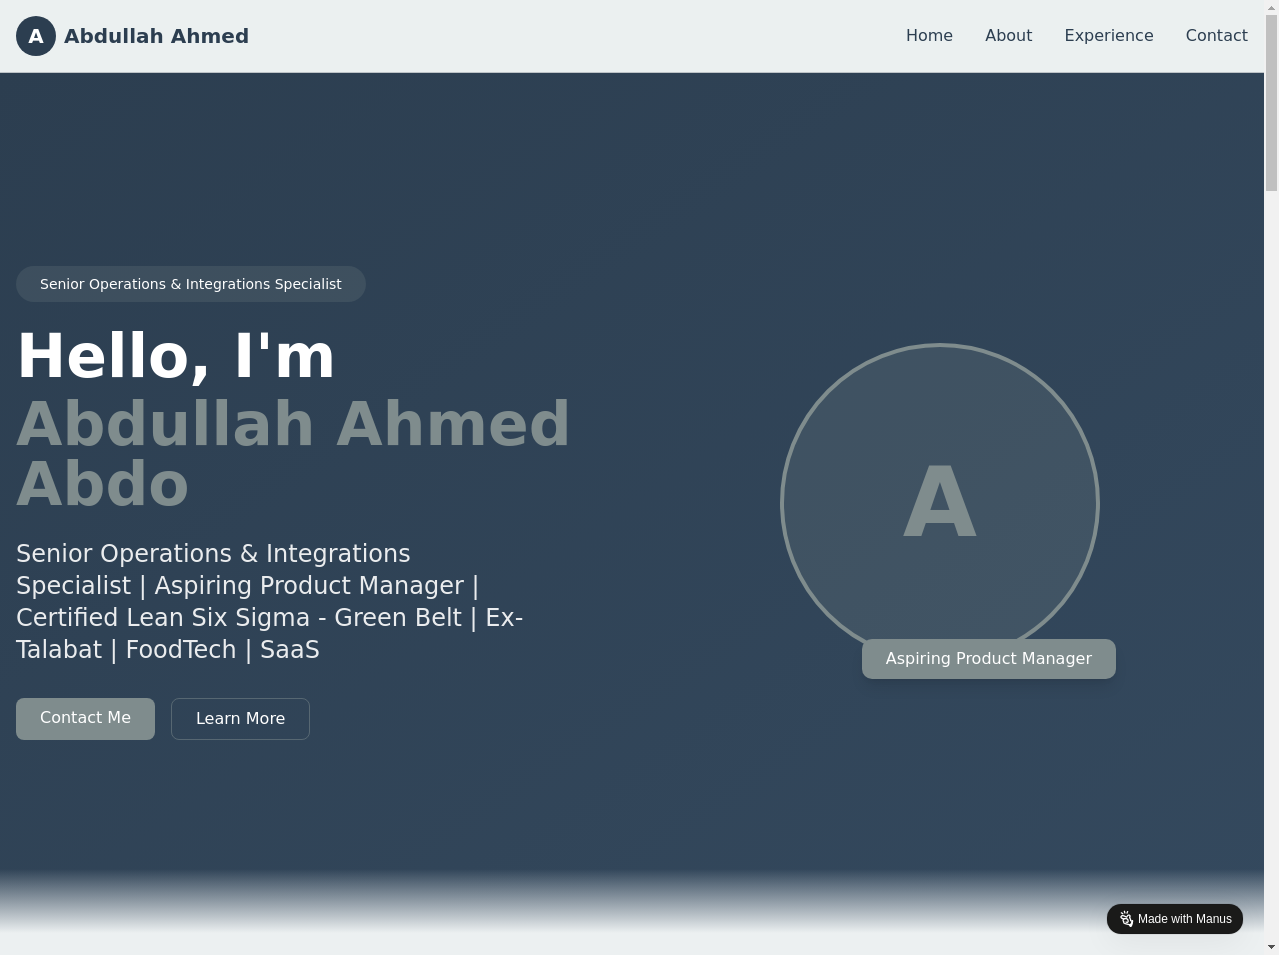 A
Abdullah Ahmed
Home
About
Experience
Contact
Senior Operations & Integrations Specialist
Hello, I'm
Abdullah Ahmed
Abdo
Senior Operations & Integrations
Specialist | Aspiring Product Manager |
Certified Lean Six Sigma - Green Belt | Ex-
Talabat | FoodTech | SaaS
Contact Me
Learn More
A
Aspiring Product Manager
Made with Manus